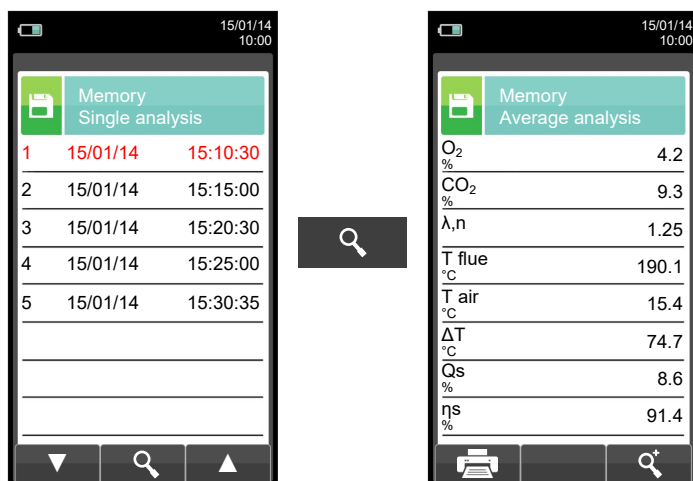 15/01/14
10:00
Memory
Single analysis
1 15/01/14 15:10:30
2 15/01/14 15:15:00
3 15/01/14 15:20:30
4 15/01/14 15:25:00
5 15/01/14 15:30:35
15/01/14
10:00
Memory
Average analysis
O₂ % 4.2
CO₂ % 9.3
λ,n 1.25
T flue °C 190.1
T air °C 15.4
ΔT °C 74.7
Qs % 8.6
ηs % 91.4